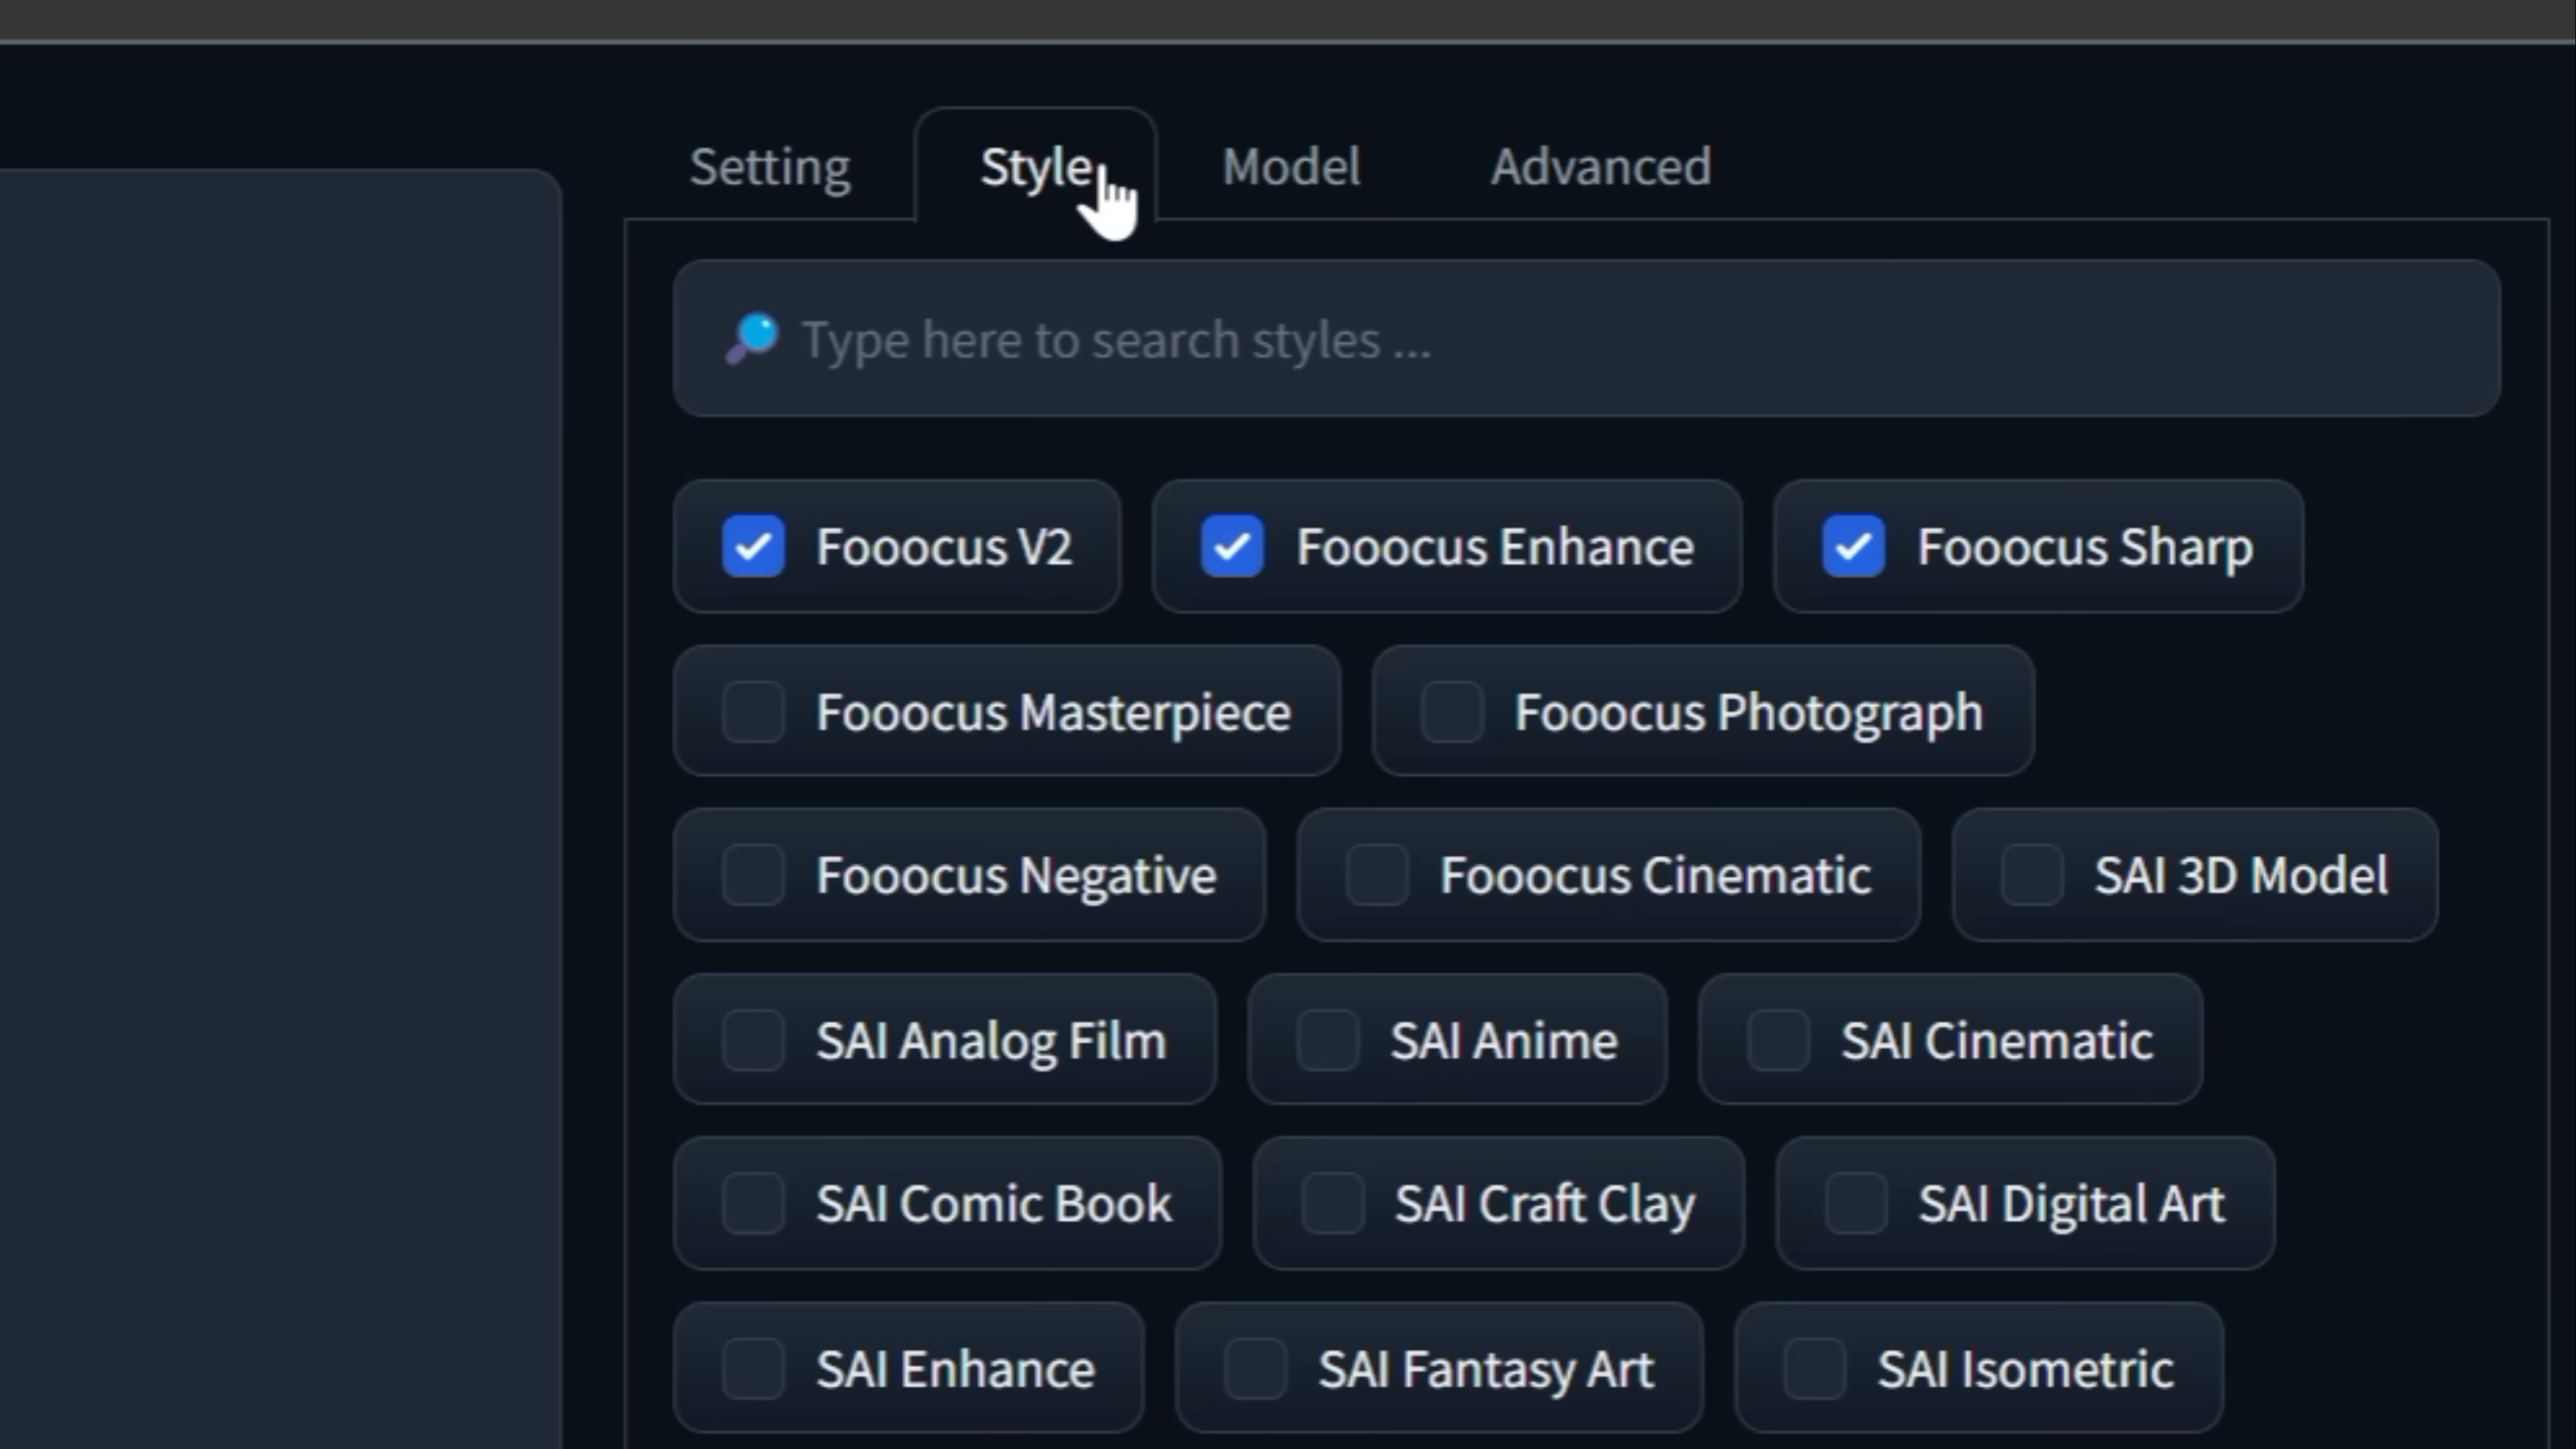 Setting Style Model Advanced
Type here to search styles ...
Fooocus V2 Fooocus Enhance Fooocus Sharp
Fooocus Masterpiece Fooocus Photograph
Fooocus Negative Fooocus Cinematic SAI 3D Model
SAI Analog Film SAI Anime SAI Cinematic
SAI Comic Book SAI Craft Clay SAI Digital Art
SAI Enhance SAI Fantasy Art SAI Isometric